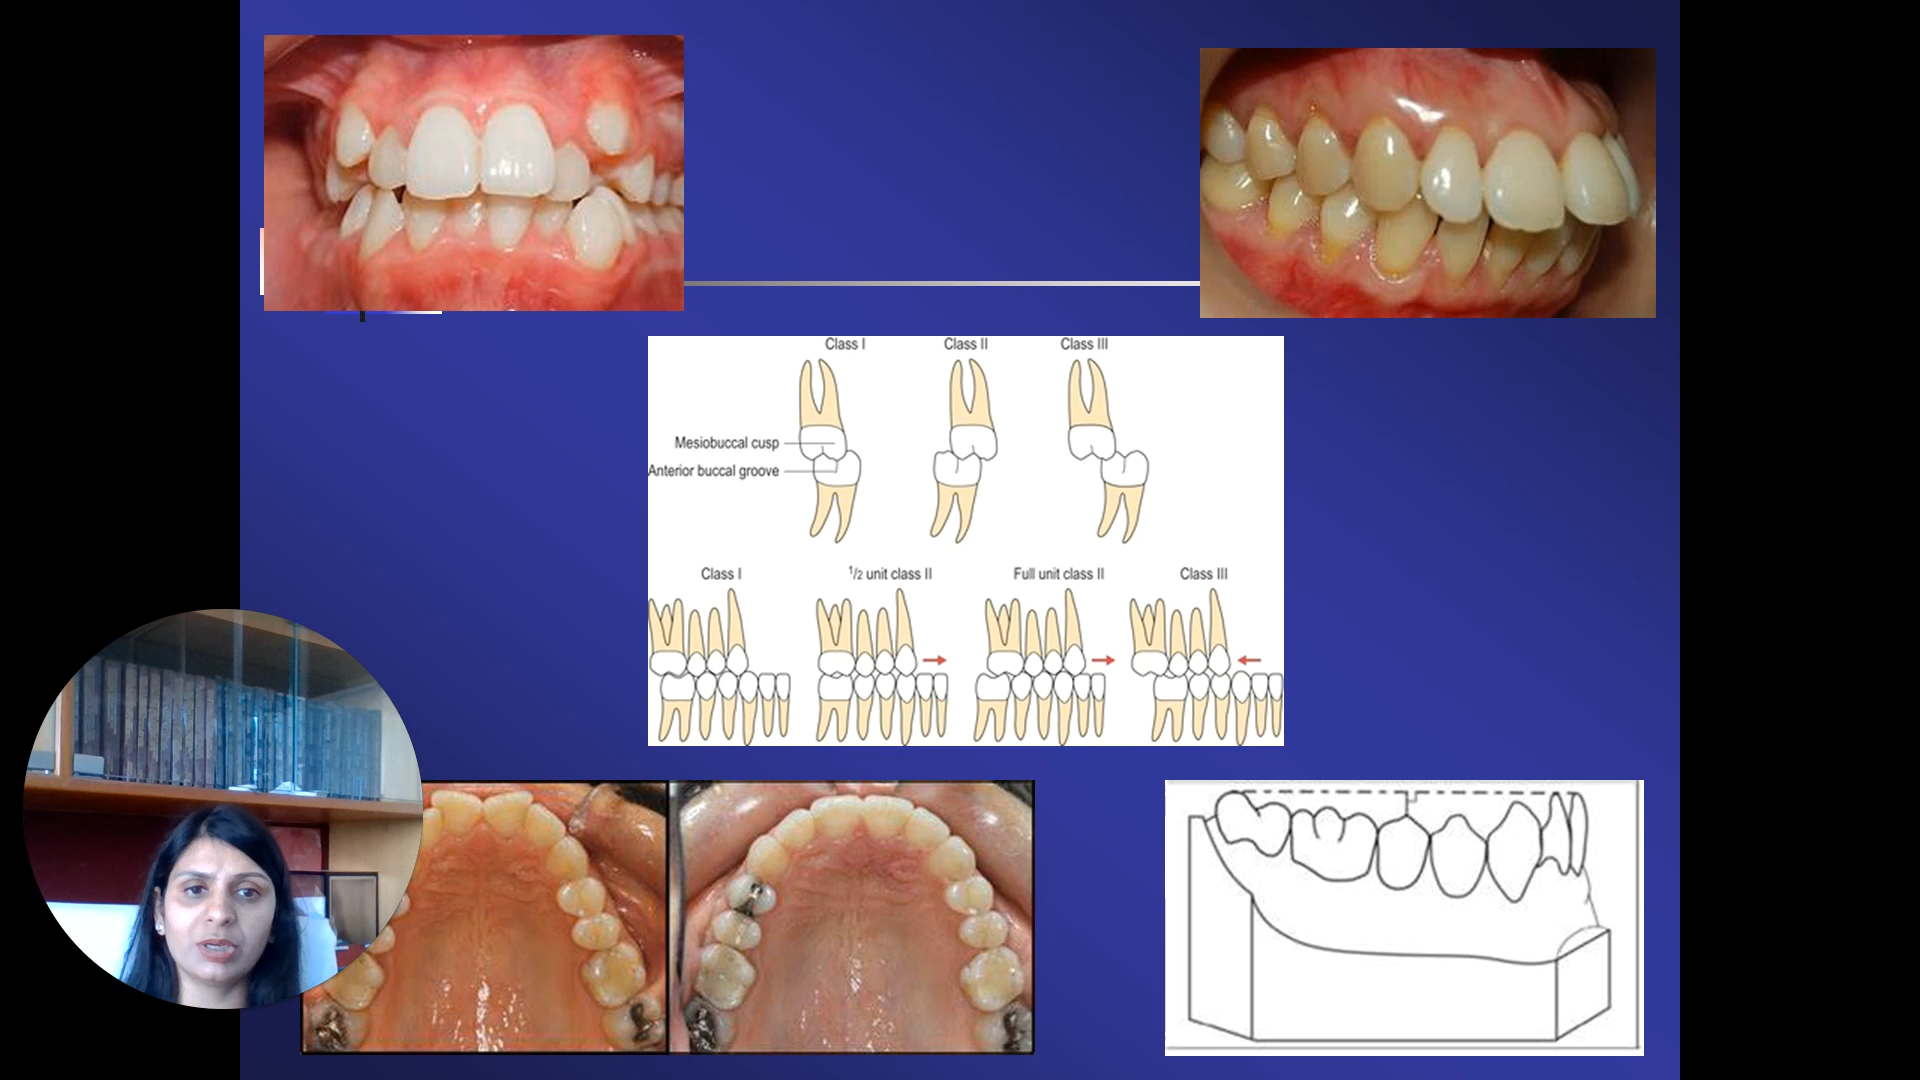 Class I
Class II
Class III
Mesiobuccal cusp
Anterior buccal groove
Class I
1/2 unit class II
Full unit class II
Class III